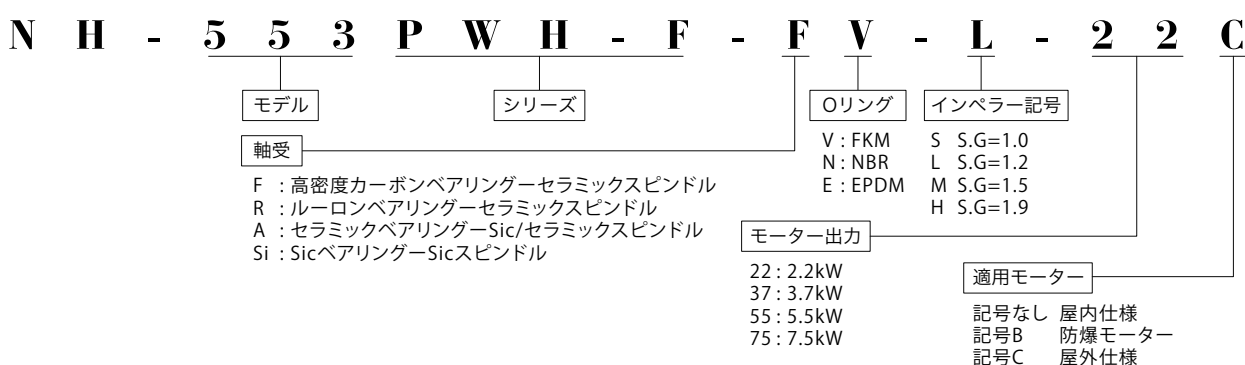 NH-553PWH-F-FV-L-22C
モデル
シリーズ
Oリング
インペラー記号
V : FKM
N : NBR
E : EPDM
S S.G=1.0
L S.G=1.2
M S.G=1.5
H S.G=1.9
軸受
F : 高密度カーボンベアリングーセラミックスピンドル
R : ルーロンベアリングーセラミックスピンドル
A : セラミックベアリングーSic/セラミックスピンドル
Si : SicベアリングーSicスピンドル
モーター出力
22 : 2.2kW
37 : 3.7kW
55 : 5.5kW
75 : 7.5kW
適用モーター
記号なし 屋内仕様
記号B 防爆モーター
記号C 屋外仕様